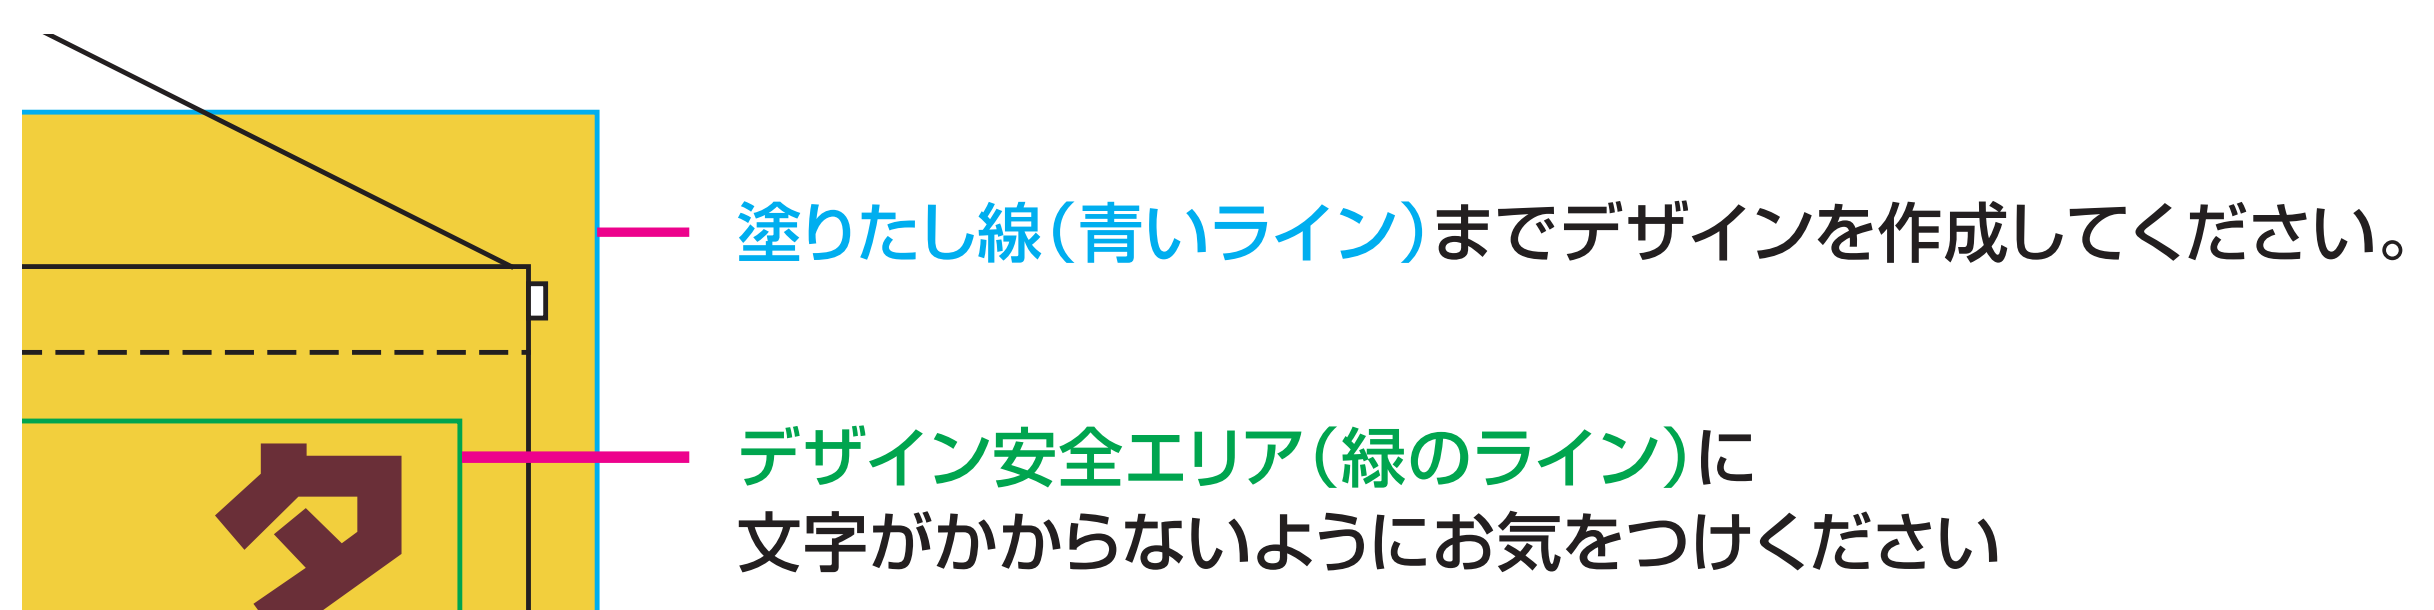 塗りたし線（青いライン）までデザインを作成してください。
デザイン安全エリア（緑のライン）に
文字がかからないようにお気をつけください
タ